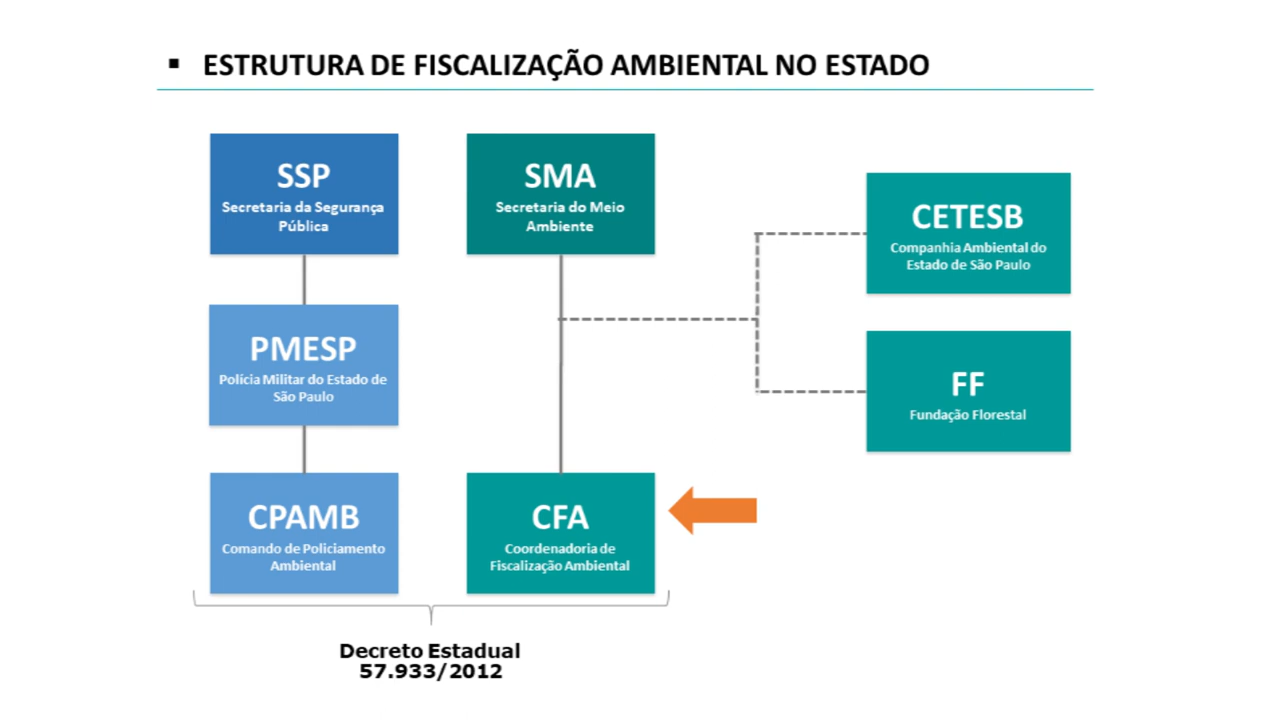 ▪ ESTRUTURA DE FISCALIZAÇÃO AMBIENTAL NO ESTADO
SSP
Secretaria da Segurança
Pública
SMA
Secretaria do Meio
Ambiente
CETESB
Companhia Ambiental do
Estado de São Paulo
PMESP
Polícia Militar do Estado de
São Paulo
FF
Fundação Florestal
CPAMB
Comando de Policiamento
Ambiental
CFA
Coordenadoria de
Fiscalização Ambiental
Decreto Estadual
57.933/2012